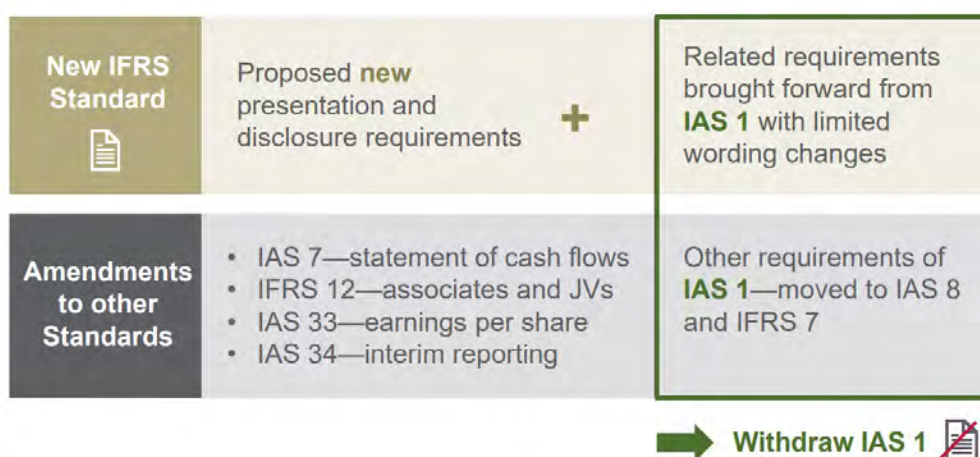 New IFRS
Standard
Proposed new
presentation and
disclosure requirements
+
Related requirements
brought forward from
IAS 1 with limited
wording changes
Amendments
to other
Standards
• IAS 7—statement of cash flows
• IFRS 12—associates and JVs
• IAS 33—earnings per share
• IAS 34—interim reporting
Other requirements of
IAS 1—moved to IAS 8
and IFRS 7
Withdraw IAS 1